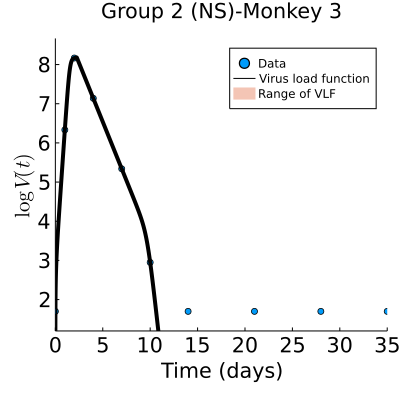 Group 2 (NS)-Monkey 3
Data
Virus load function
Range of VLF
log V(t)
8
7
6
5
4
3
2
0 5 10 15 20 25 30 35
Time (days)